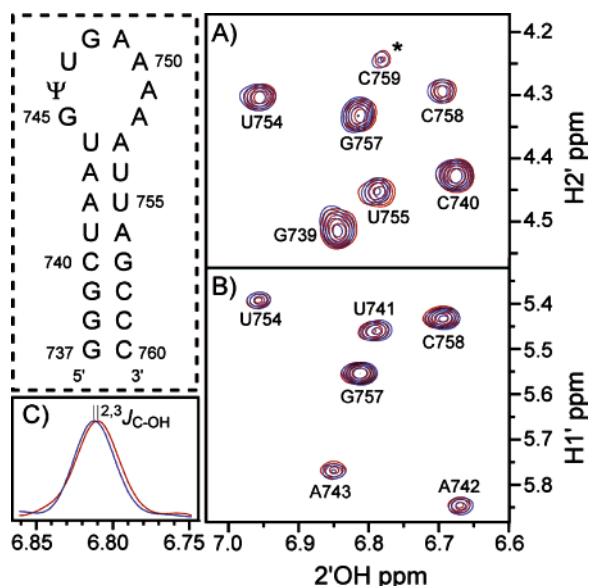 G A
U A 750
Ψ A
745 G A
U A
A U
A U 755
U A
740 C G
G C
G C
737 G C 760
5' 3'
A)
*
C759
U754
G757
C758
U755
C740
G739
4.2
4.3
4.4
4.5
H2' ppm
B)
U754
U741
C758
G757
A743
A742
5.4
5.5
5.6
5.7
5.8
H1' ppm
7.0 6.9 6.8 6.7 6.6
2'OH ppm
C)
2,3JC-OH
6.85 6.80 6.75